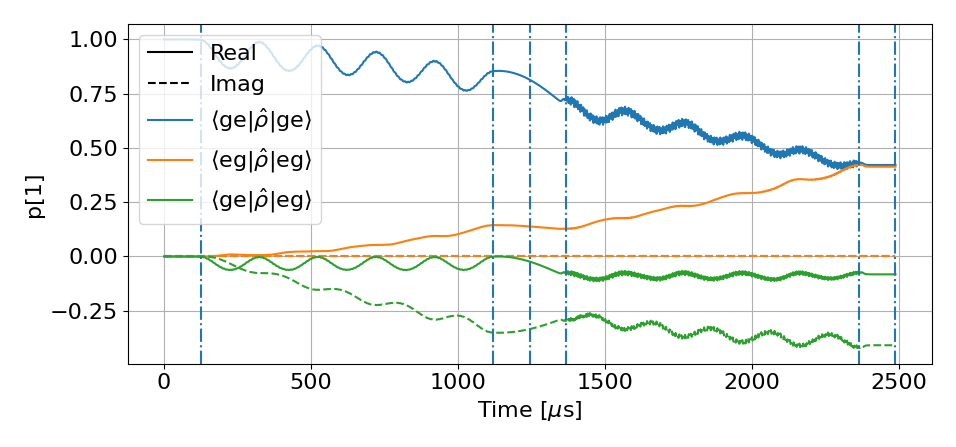 1.00
0.75
0.50
0.25
0.00
−0.25
p[1]
Real
Imag
⟨ge|ρ̂|ge⟩
⟨eg|ρ̂|eg⟩
⟨ge|ρ̂|eg⟩
0 500 1000 1500 2000 2500
Time [μs]